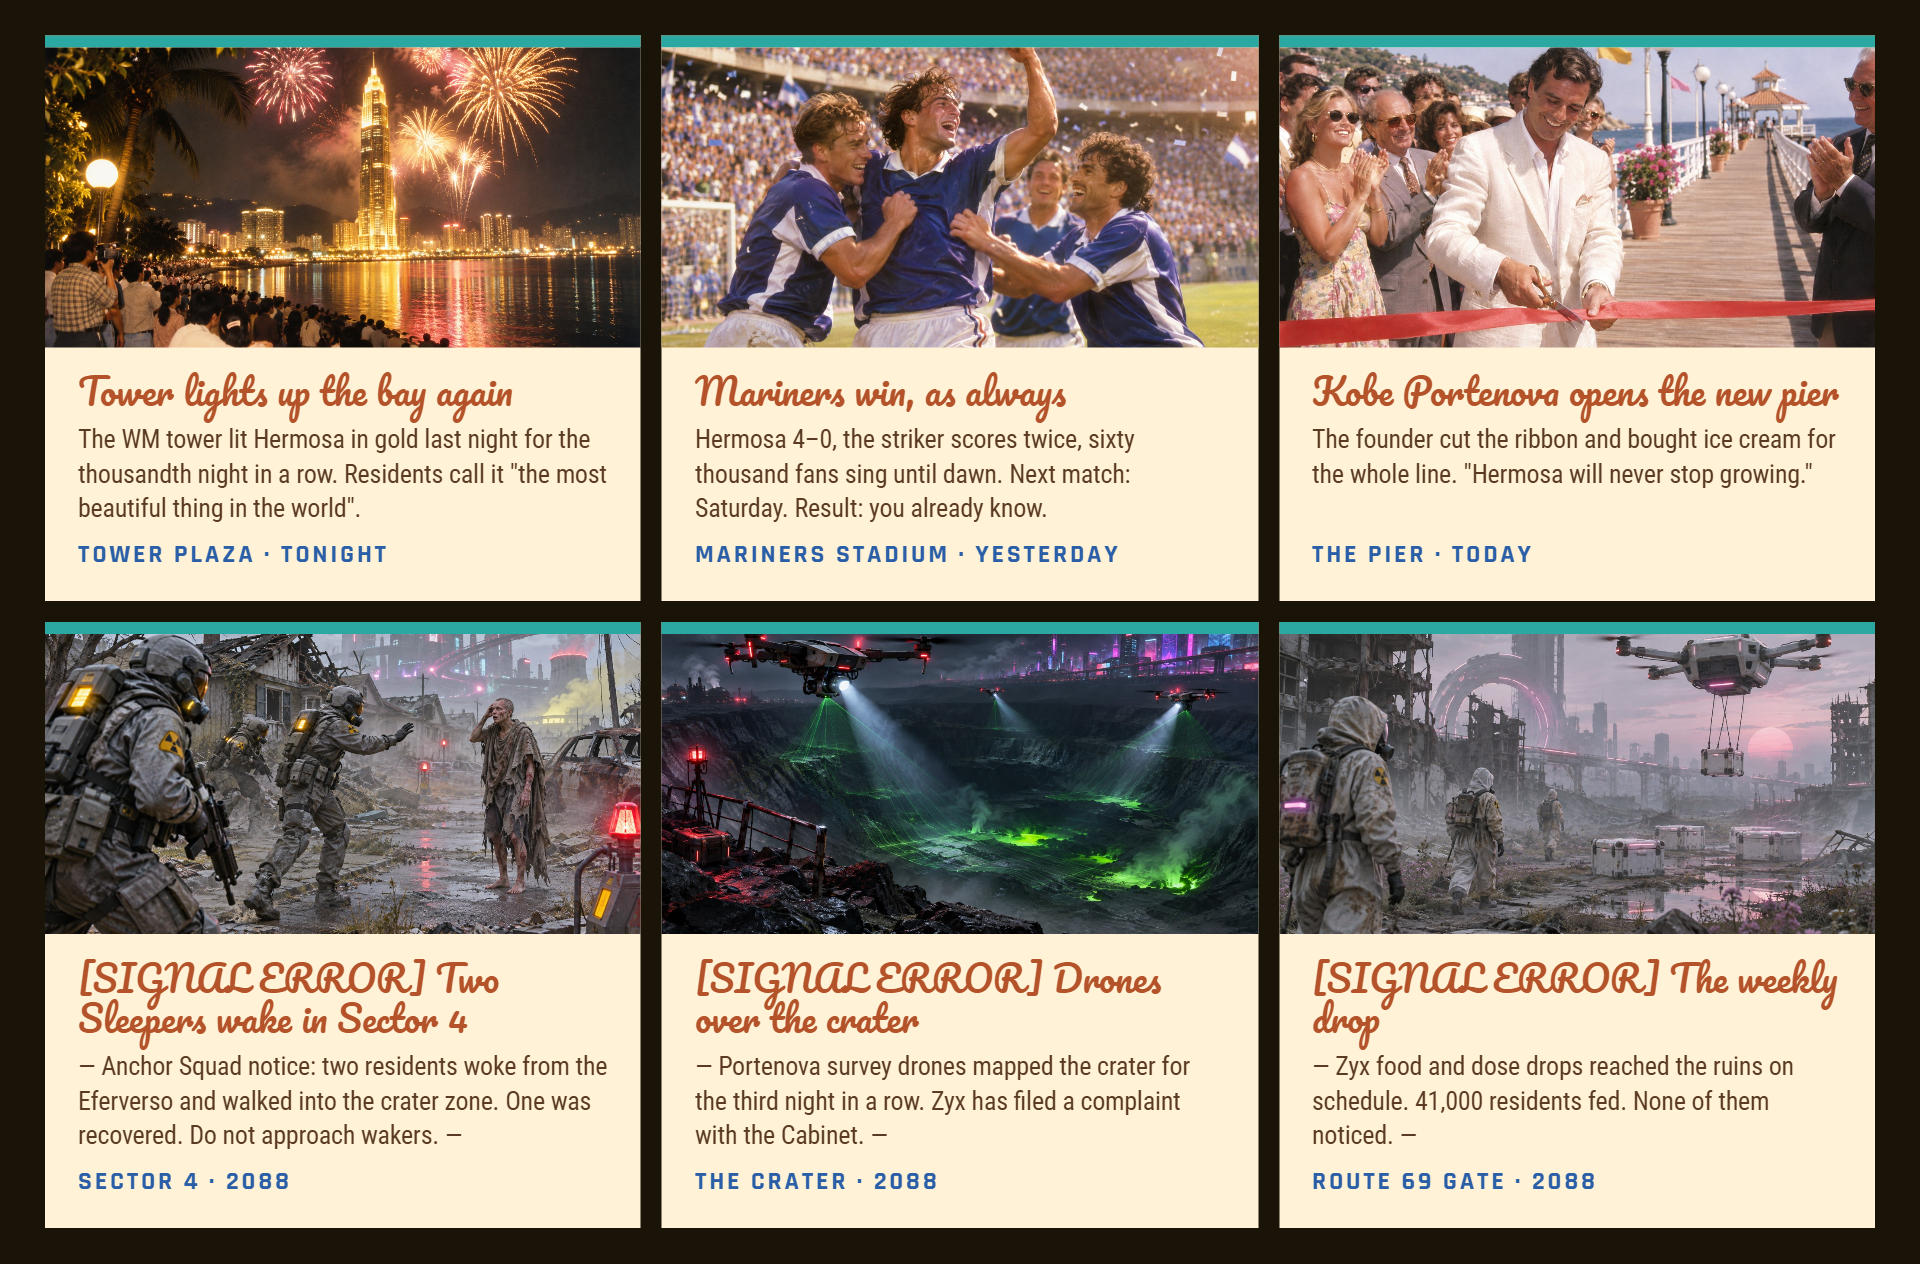 Tower lights up the bay again
The WM tower lit Hermosa in gold last night for the
thousandth night in a row. Residents call it "the most
beautiful thing in the world".
TOWER PLAZA · TONIGHT
Mariners win, as always
Hermosa 4–0, the striker scores twice, sixty
thousand fans sing until dawn. Next match:
Saturday. Result: you already know.
MARINERS STADIUM · YESTERDAY
Kobe Portenova opens the new pier
The founder cut the ribbon and bought ice cream for
the whole line. "Hermosa will never stop growing."
THE PIER · TODAY
[SIGNAL ERROR] Two
Sleepers wake in Sector 4
— Anchor Squad notice: two residents woke from the
Eferverso and walked into the crater zone. One was
recovered. Do not approach wakers. —
SECTOR 4 · 2088
[SIGNAL ERROR] Drones
over the crater
— Portenova survey drones mapped the crater for
the third night in a row. Zyx has filed a complaint
with the Cabinet. —
THE CRATER · 2088
[SIGNAL ERROR] The weekly
drop
— Zyx food and dose drops reached the ruins on
schedule. 41,000 residents fed. None of them
noticed. —
ROUTE 69 GATE · 2088